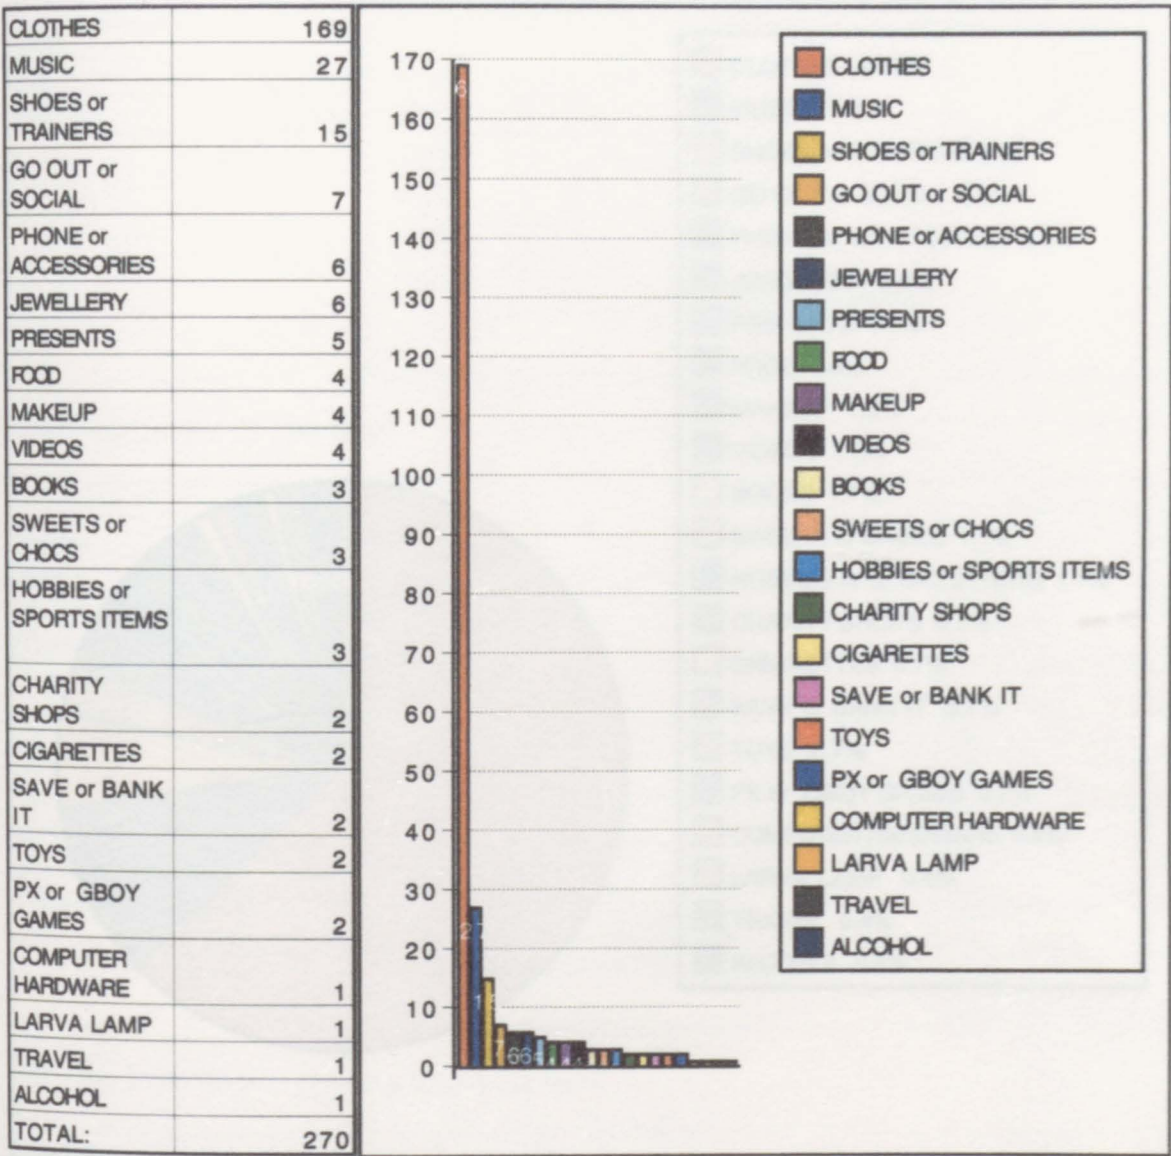 CLOTHES 169
MUSIC 27
SHOES or
TRAINERS 15
GO OUT or
SOCIAL 7
PHONE or
ACCESSORIES 6
JEWELLERY 6
PRESENTS 5
FOOD 4
MAKEUP 4
VIDEOS 4
BOOKS 3
SWEETS or
CHOCS 3
HOBBIES or
SPORTS ITEMS
3
CHARITY
SHOPS 2
CIGARETTES 2
SAVE or BANK
IT 2
TOYS 2
PX or GBOY
GAMES 2
COMPUTER
HARDWARE 1
LARVA LAMP 1
TRAVEL 1
ALCOHOL 1
TOTAL: 270
170
160
150
140
130
120
110
100
90
80
70
60
50
40
30
20
10
0
CLOTHES
MUSIC
SHOES or TRAINERS
GO OUT or SOCIAL
PHONE or ACCESSORIES
JEWELLERY
PRESENTS
FOOD
MAKEUP
VIDEOS
BOOKS
SWEETS or CHOCS
HOBBIES or SPORTS ITEMS
CHARITY SHOPS
CIGARETTES
SAVE or BANK IT
TOYS
PX or GBOY GAMES
COMPUTER HARDWARE
LARVA LAMP
TRAVEL
ALCOHOL